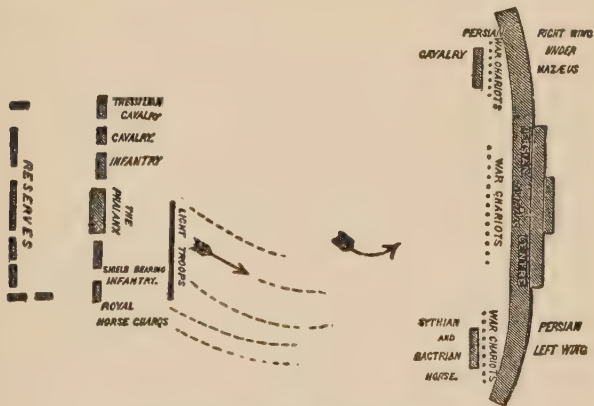 RESERVES
THESSALIAN
CAVALRY
CAVALRY
INFANTRY
THE
PHALANX
SHIELD BEARING
INFANTRY.
ROYAL
HORSE GUARDS
LIGHT TROOPS
PERSIAN
CAVALRY
WAR CHARIOTS
RIGHT WING
UNDER
MAZÆUS
WAR CHARIOTS
CENTRE
SYTHIAN
AND
BACTRIAN
HORSE.
WAR CHARIOTS
PERSIAN
LEFT WING